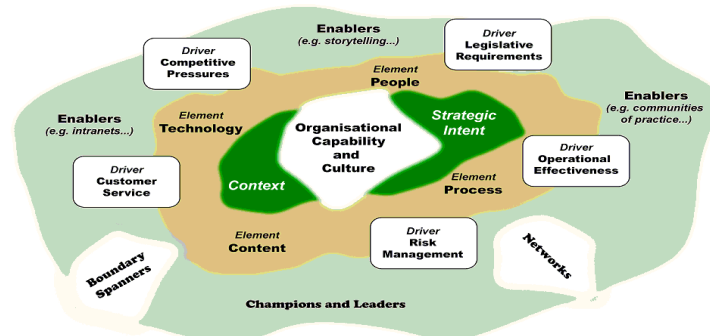 Enablers
(e.g. storytelling...)
Driver
Competitive
Pressures
Driver
Legislative
Requirements
Element
People
Enablers
(e.g. intranets...)
Element
Technology
Enablers
(e.g. communities
of practice...)
Strategic
Intent
Organisational
Capability
and
Culture
Driver
Customer
Service
Context
Element
Process
Driver
Operational
Effectiveness
Element
Content
Driver
Risk
Management
Boundary
Spanners
Networks
Champions and Leaders